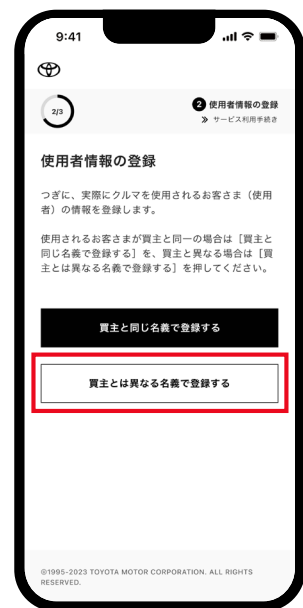 9:41
2/3
2 使用者情報の登録
≫ サービス利用手続き
使用者情報の登録
つぎに、実際にクルマを使用されるお客さま（使用
者）の情報を登録します。
使用されるお客さまが買主と同一の場合は［買主と
同じ名義で登録する］を、買主と異なる場合は［買
主とは異なる名義で登録する］を押してください。
買主と同じ名義で登録する
買主とは異なる名義で登録する
©1995-2023 TOYOTA MOTOR CORPORATION. ALL RIGHTS
RESERVED.